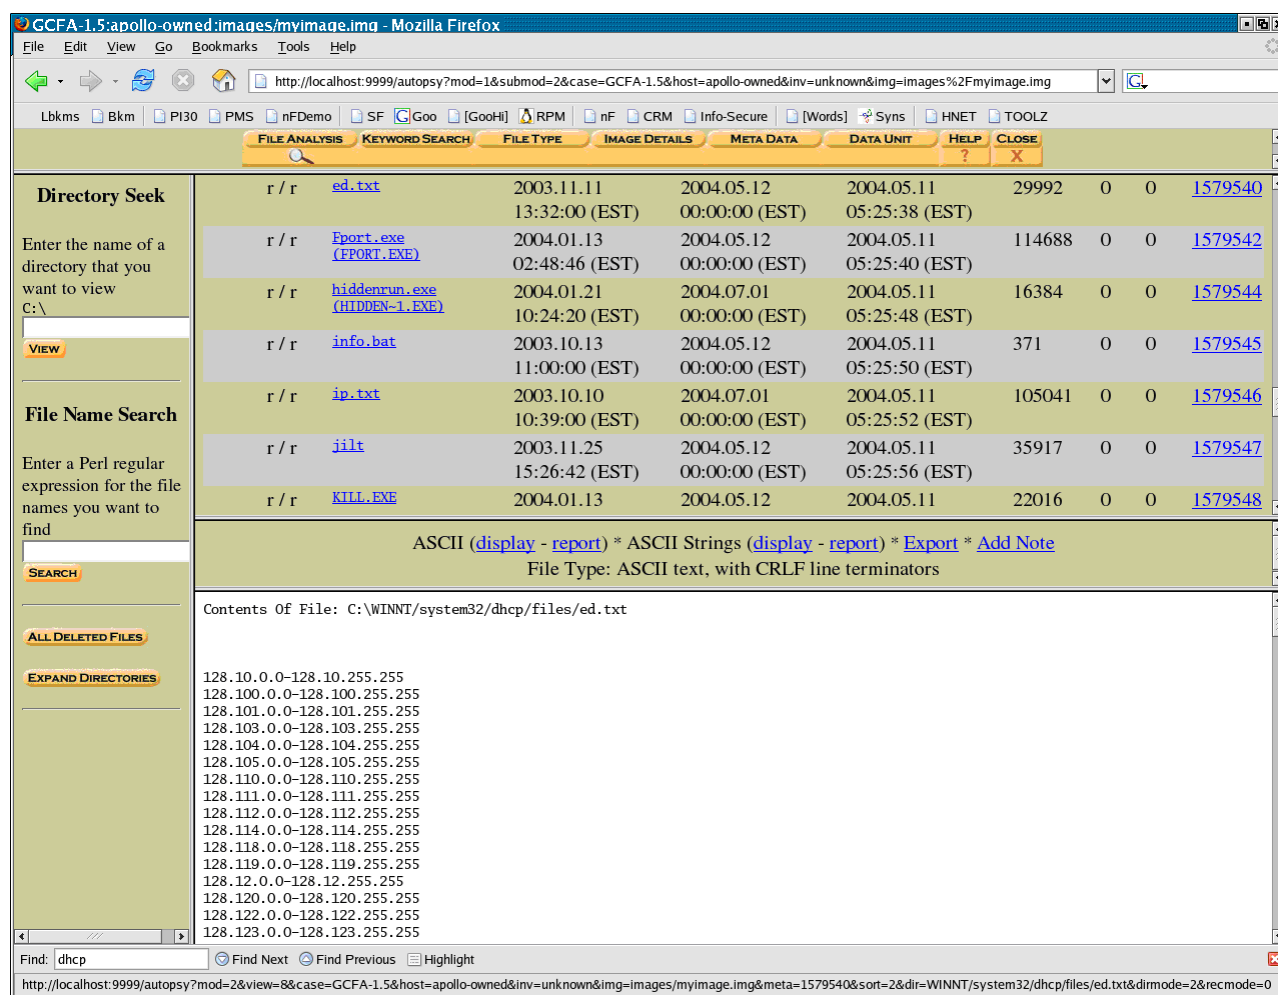 GCFA-1.5:apollo-owned:images/myimage.img - Mozilla Firefox
File Edit View Go Bookmarks Tools Help
http://localhost:9999/autopsy?mod=1&submod=2&case=GCFA-1.5&host=apollo-owned&inv=unknown&img=images%2Fmyimage.img G
Lbkms Bkm PI30 PMS nFDemo SF Goo [GooHi] RPM nF CRM Info-Secure [Words] Syns HNET TOOLZ
FILE ANALYSIS KEYWORD SEARCH FILE TYPE IMAGE DETAILS META DATA DATA UNIT HELP CLOSE
? X
Directory Seek
Enter the name of a
directory that you
want to view
C:\
VIEW
File Name Search
Enter a Perl regular
expression for the file
names you want to
find
SEARCH
ALL DELETED FILES
EXPAND DIRECTORIES
r / r ed.txt 2003.11.11 2004.05.12 2004.05.11 29992 0 0 1579540
13:32:00 (EST) 00:00:00 (EST) 05:25:38 (EST)
r / r Fport.exe 2004.01.13 2004.05.12 2004.05.11 114688 0 0 1579542
(FPORT.EXE) 02:48:46 (EST) 00:00:00 (EST) 05:25:40 (EST)
r / r hiddenrun.exe 2004.01.21 2004.07.01 2004.05.11 16384 0 0 1579544
(HIDDEN~1.EXE) 10:24:20 (EST) 00:00:00 (EST) 05:25:48 (EST)
r / r info.bat 2003.10.13 2004.05.12 2004.05.11 371 0 0 1579545
11:00:00 (EST) 00:00:00 (EST) 05:25:50 (EST)
r / r ip.txt 2003.10.10 2004.07.01 2004.05.11 105041 0 0 1579546
10:39:00 (EST) 00:00:00 (EST) 05:25:52 (EST)
r / r jilt 2003.11.25 2004.05.12 2004.05.11 35917 0 0 1579547
15:26:42 (EST) 00:00:00 (EST) 05:25:56 (EST)
r / r KILL.EXE 2004.01.13 2004.05.12 2004.05.11 22016 0 0 1579548
ASCII (display - report) * ASCII Strings (display - report) * Export * Add Note
File Type: ASCII text, with CRLF line terminators
Contents Of File: C:\WINNT/system32/dhcp/files/ed.txt
128.10.0.0-128.10.255.255
128.100.0.0-128.100.255.255
128.101.0.0-128.101.255.255
128.103.0.0-128.103.255.255
128.104.0.0-128.104.255.255
128.105.0.0-128.105.255.255
128.110.0.0-128.110.255.255
128.111.0.0-128.111.255.255
128.112.0.0-128.112.255.255
128.114.0.0-128.114.255.255
128.118.0.0-128.118.255.255
128.119.0.0-128.119.255.255
128.12.0.0-128.12.255.255
128.120.0.0-128.120.255.255
128.122.0.0-128.122.255.255
128.123.0.0-128.123.255.255
Find: dhcp Find Next Find Previous Highlight
http://localhost:9999/autopsy?mod=2&view=8&case=GCFA-1.5&host=apollo-owned&inv=unknown&img=images/myimage.img&meta=1579540&sort=2&dir=WINNT/system32/dhcp/files/ed.txt&dirmode=2&recmode=0